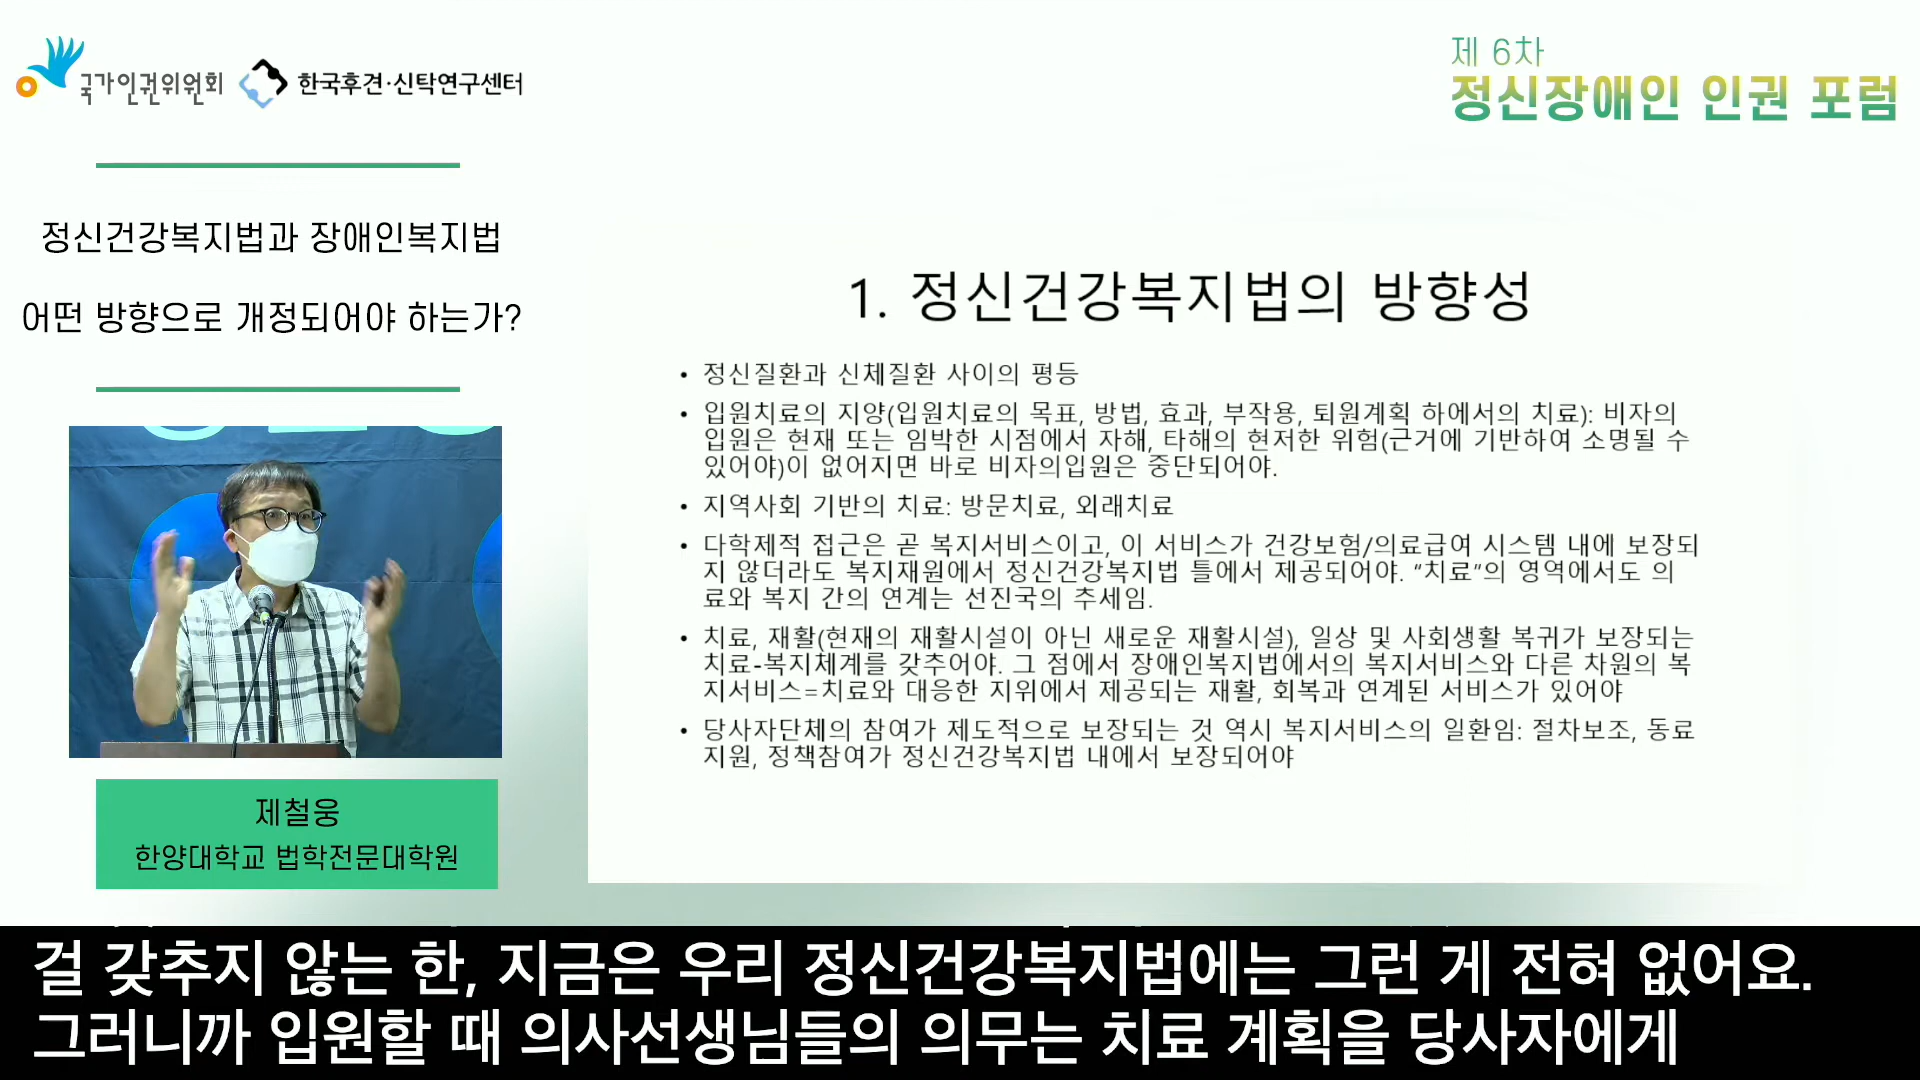 국가인권위원회 한국후견·신탁연구센터
제 6차
정신장애인 인권 포럼
정신건강복지법과 장애인복지법
어떤 방향으로 개정되어야 하는가?
1. 정신건강복지법의 방향성
• 정신질환과 신체질환 사이의 평등
• 입원치료의 지양(입원치료의 목표, 방법, 효과, 부작용, 퇴원계획 하에서의 치료): 비자의
입원은 현재 또는 임박한 시점에서 자해, 타해의 현저한 위험(근거에 기반하여 소명될 수
있어야)이 없어지면 바로 비자의입원은 중단되어야.
• 지역사회 기반의 치료: 방문치료, 외래치료
• 다학제적 접근은 곧 복지서비스이고, 이 서비스가 건강보험/의료급여 시스템 내에 보장되
지 않더라도 복지재원에서 정신건강복지법 틀에서 제공되어야. “치료”의 영역에서도 의
료와 복지 간의 연계는 선진국의 추세임.
• 치료, 재활(현재의 재활시설이 아닌 새로운 재활시설), 일상 및 사회생활 복귀가 보장되는
치료-복지체계를 갖추어야. 그 점에서 장애인복지법에서의 복지서비스와 다른 차원의 복
지서비스=치료와 대응한 지위에서 제공되는 재활, 회복과 연계된 서비스가 있어야
• 당사자단체의 참여가 제도적으로 보장되는 것 역시 복지서비스의 일환임: 절차보조, 동료
지원, 정책참여가 정신건강복지법 내에서 보장되어야
제철웅
한양대학교 법학전문대학원
걸 갖추지 않는 한, 지금은 우리 정신건강복지법에는 그런 게 전혀 없어요.
그러니까 입원할 때 의사선생님들의 의무는 치료 계획을 당사자에게